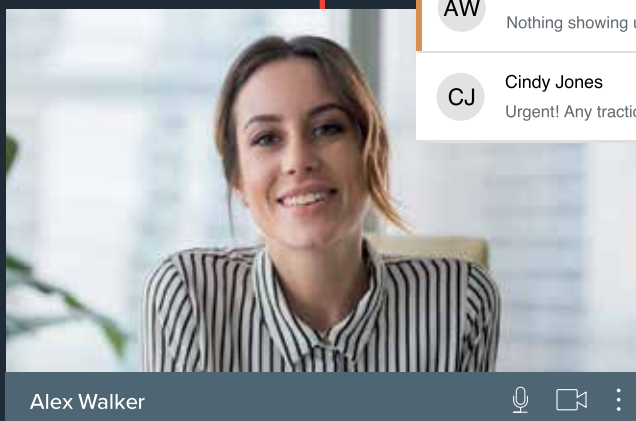 AW
Nothing showing
CJ
Cindy Jones
Urgent! Any
Alex Walker